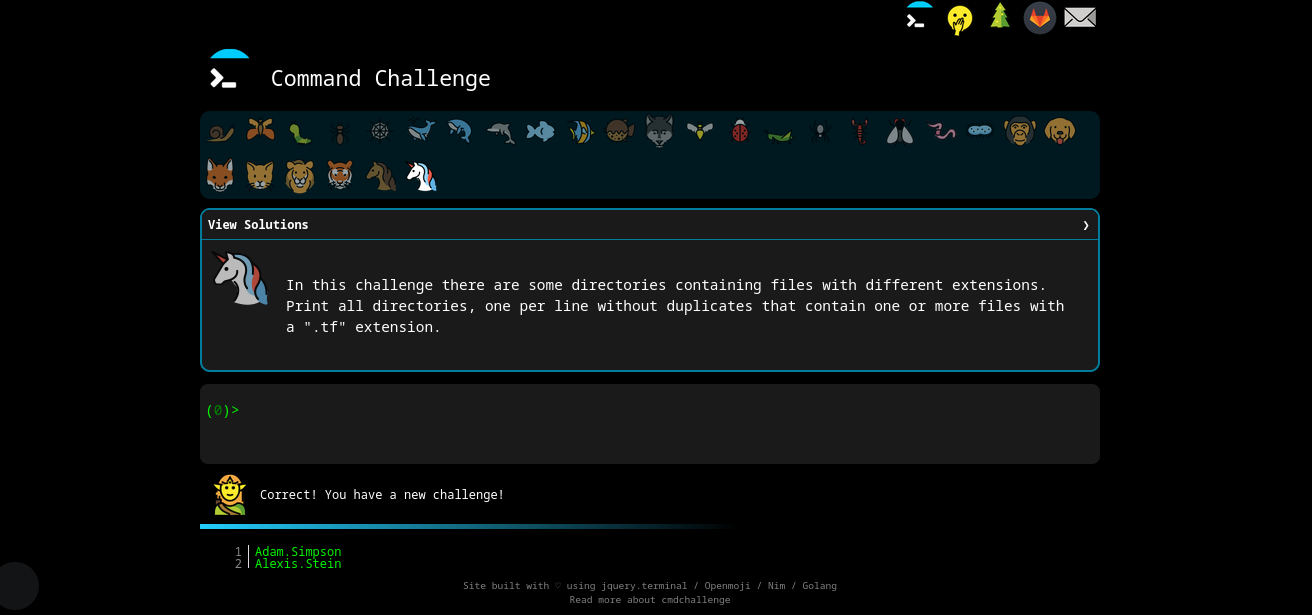 Command Challenge
View Solutions ❯
In this challenge there are some directories containing files with different extensions.
Print all directories, one per line without duplicates that contain one or more files with
a ".tf" extension.
(0)>
Correct! You have a new challenge!
1 Adam.Simpson
2 Alexis.Stein
Site built with ♡ using jquery.terminal / Openmoji / Nim / Golang
Read more about cmdchallenge